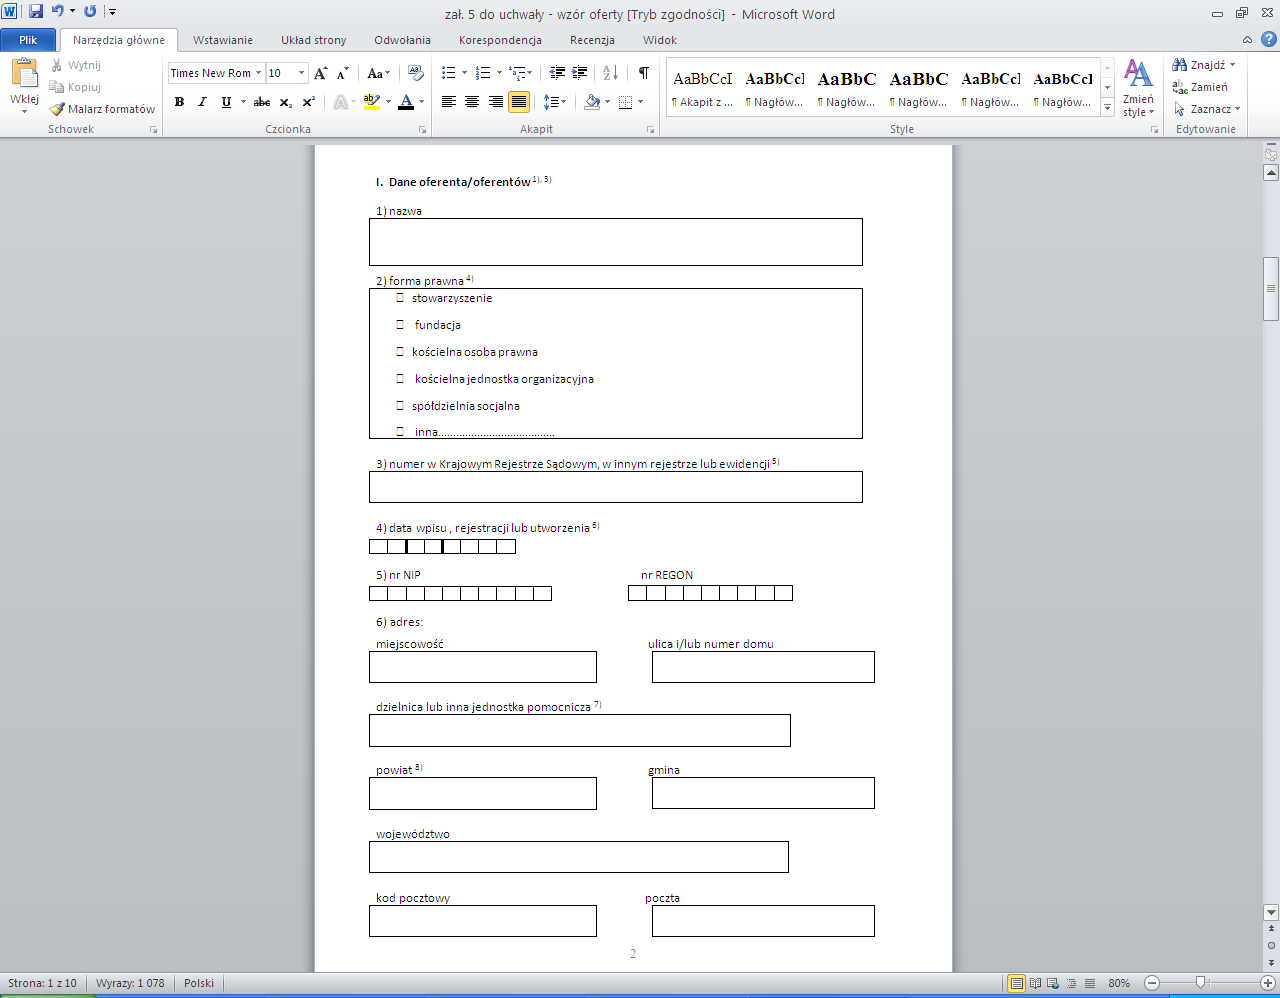 zał. 5 do uchwały - wzór oferty [Tryb zgodności] - Microsoft Word
Plik Narzędzia główne Wstawianie Układ strony Odwołania Korespondencja Recenzja Widok
Wklej
Wytnij
Kopiuj
Malarz formatów
Schowek
Times New Rom 10
Czcionka
Akapit
AaBbCcI AaBbCcl AaBbC AaBbC AaBbCcl AaBbCcI
¶ Akapit z ... ¶ Nagłów... ¶ Nagłów... ¶ Nagłów... ¶ Nagłów... ¶ Nagłów...
Zmień style
Style
Znajdź
Zamień
Zaznacz
Edytowanie
I. Dane oferenta/oferentów 1), 3)
1) nazwa
2) forma prawna 4)
stowarzyszenie
fundacja
kościelna osoba prawna
kościelna jednostka organizacyjna
spółdzielnia socjalna
inna.......................................
3) numer w Krajowym Rejestrze Sądowym, w innym rejestrze lub ewidencji 5)
4) data wpisu , rejestracji lub utworzenia 6)
5) nr NIP nr REGON
6) adres:
miejscowość ulica i/lub numer domu
dzielnica lub inna jednostka pomocnicza 7)
powiat 8) gmina
województwo
kod pocztowy poczta
2
Strona: 1 z 10 Wyrazy: 1 078 Polski 80%